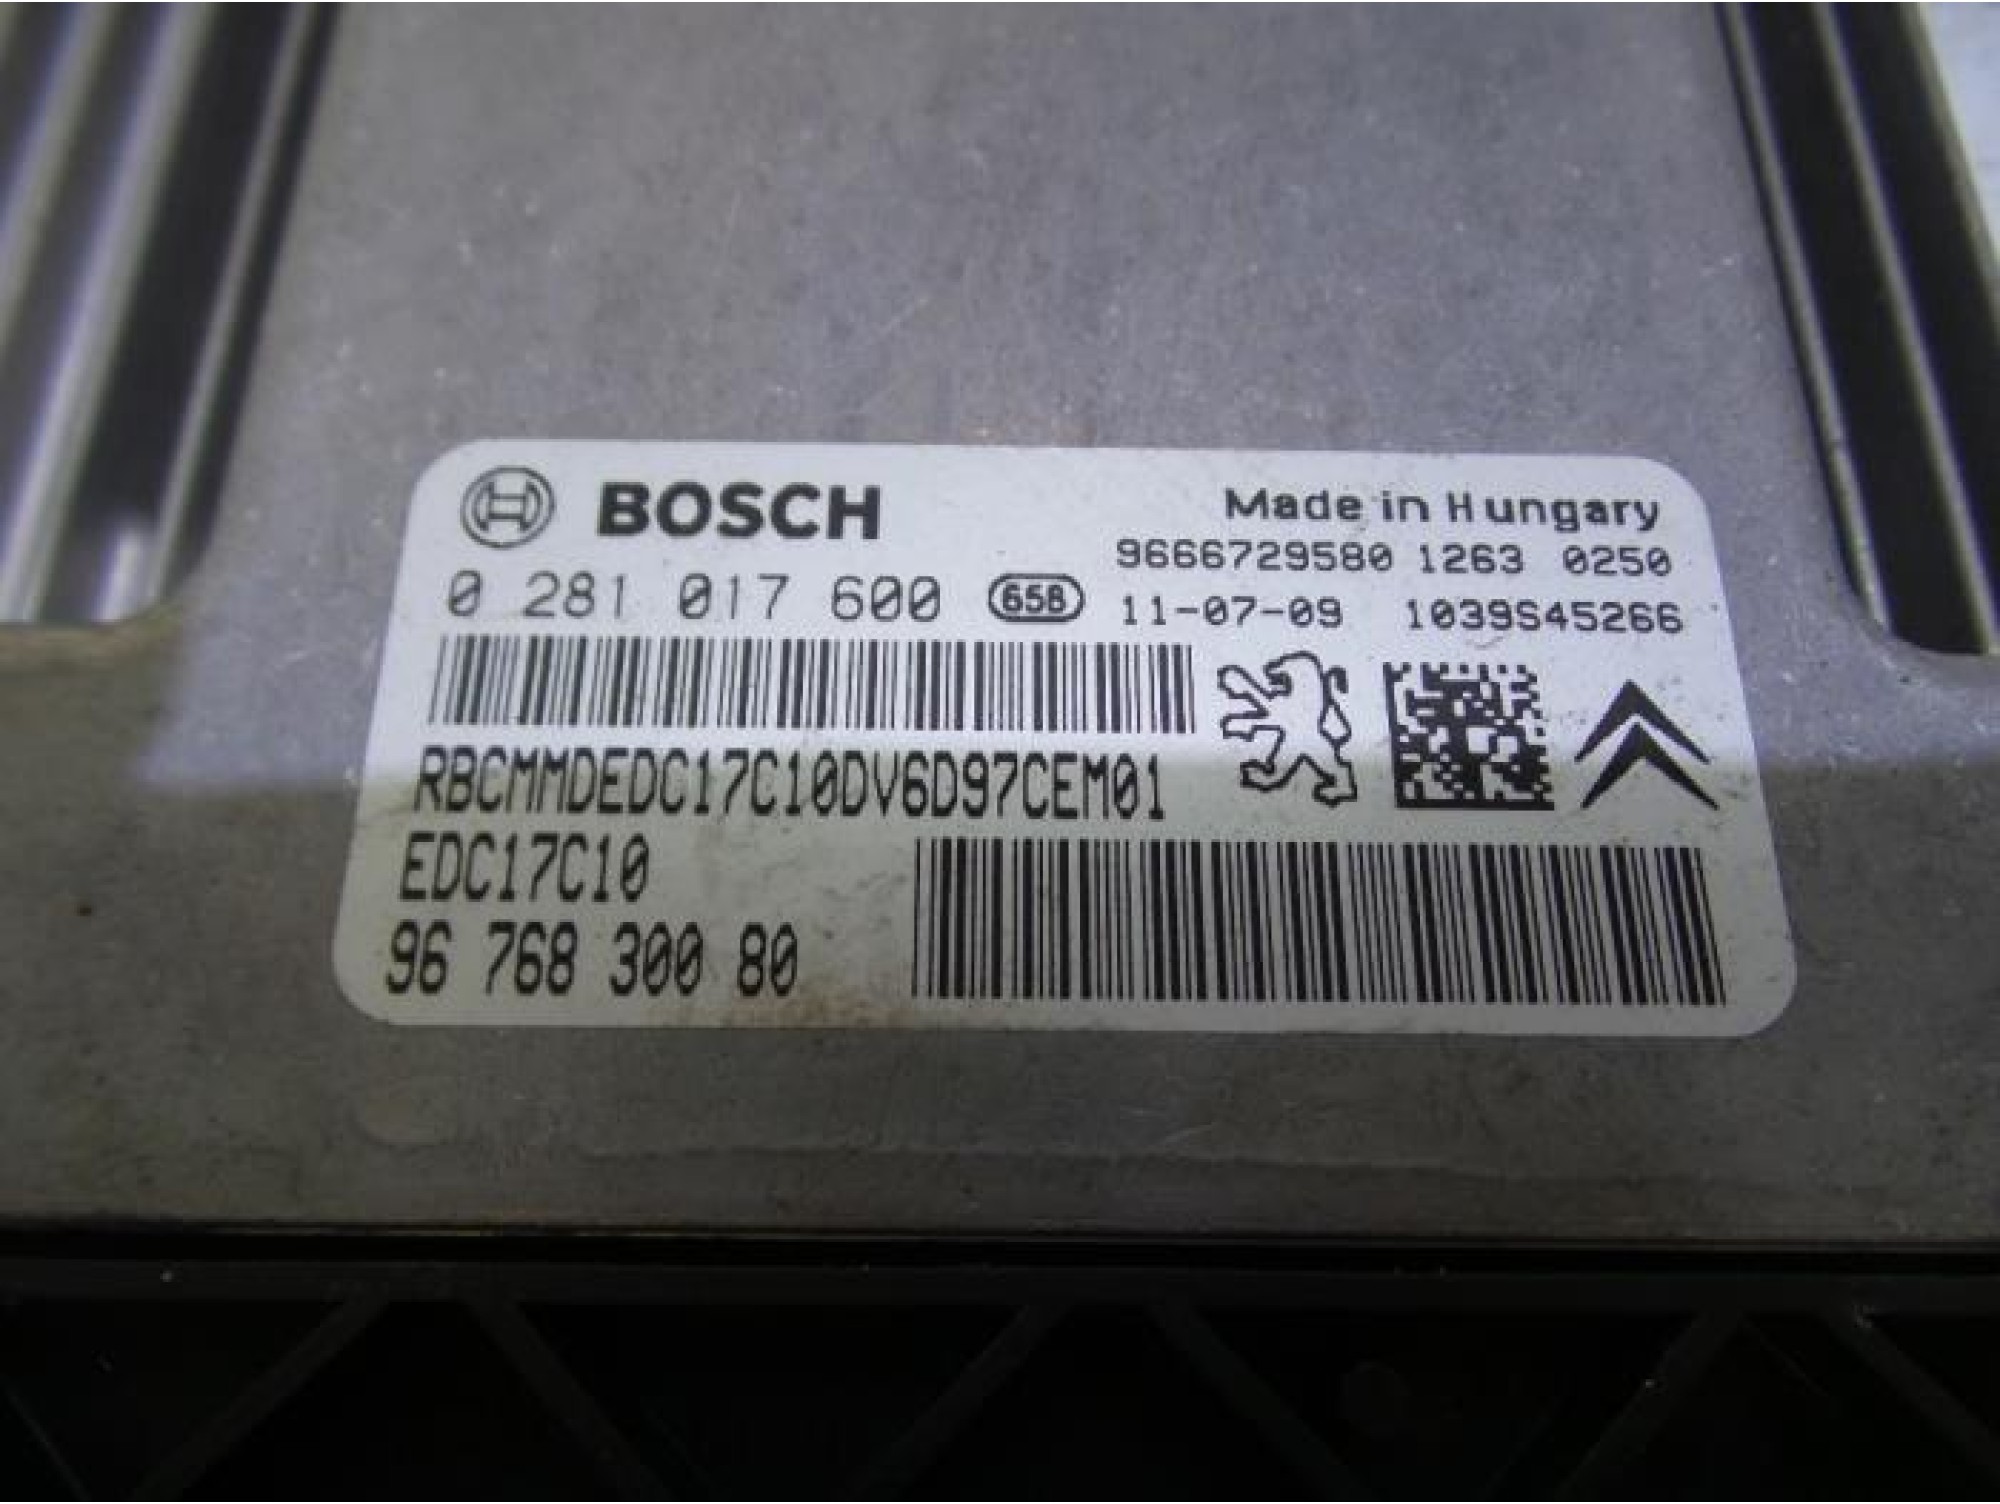 BOSCH
Made in Hungary
9666729580 1263 0250
0 281 017 600 65B 11-07-09 1039S45266
RBCMMDEDC17C10DV6D97CEM01
EDC17C10
96 768 300 80